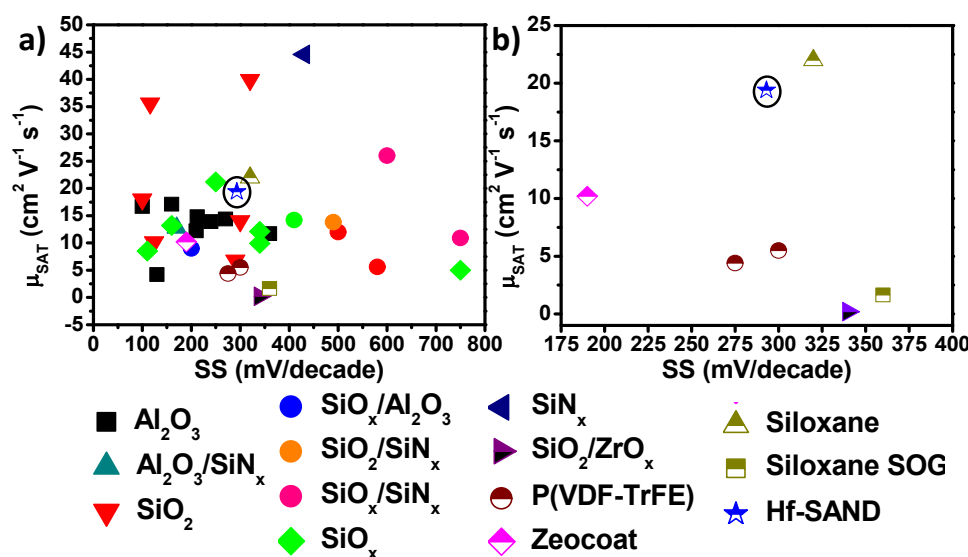 a)
50
45
40
35
30
25
20
15
10
5
0
-5
μSAT (cm² V⁻¹ s⁻¹)
0 100 200 300 400 500 600 700 800
SS (mV/decade)
b)
25
20
15
10
5
0
μSAT (cm² V⁻¹ s⁻¹)
175 200 225 250 275 300 325 350 375 400
SS (mV/decade)
Al₂O₃
Al₂O₃/SiNₓ
SiO₂
SiOₓ/Al₂O₃
SiO₂/SiNₓ
SiOₓ/SiNₓ
SiOₓ
SiNₓ
SiO₂/ZrOₓ
P(VDF-TrFE)
Zeocoat
Siloxane
Siloxane SOG
Hf-SAND